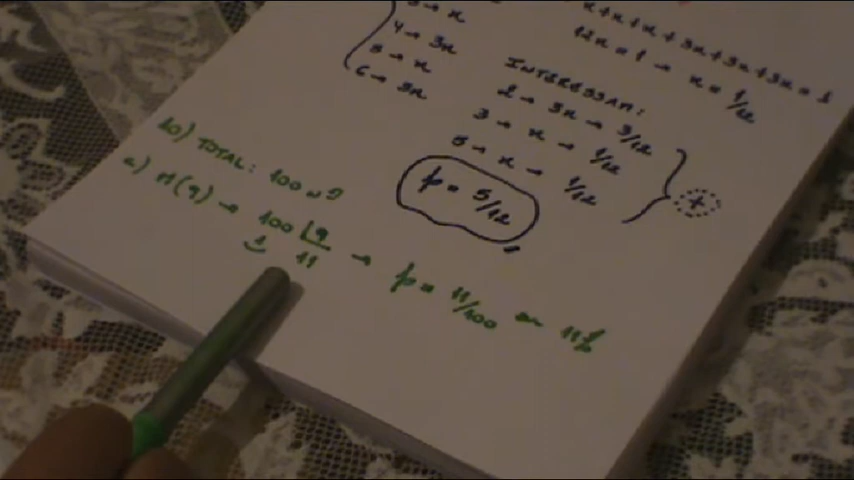 x+x+x+3x+3x+3x=1
12x=1 → x=1/12
3→x
4→3x
5→x
6→3x
INTERESSAM:
2→3x→3/12
3→x→1/12
5→x→1/12
+
p=5/12
b) TOTAL: 100 nº
a) M(9)→100 |9
1 11 → p=11/100 ou 11%